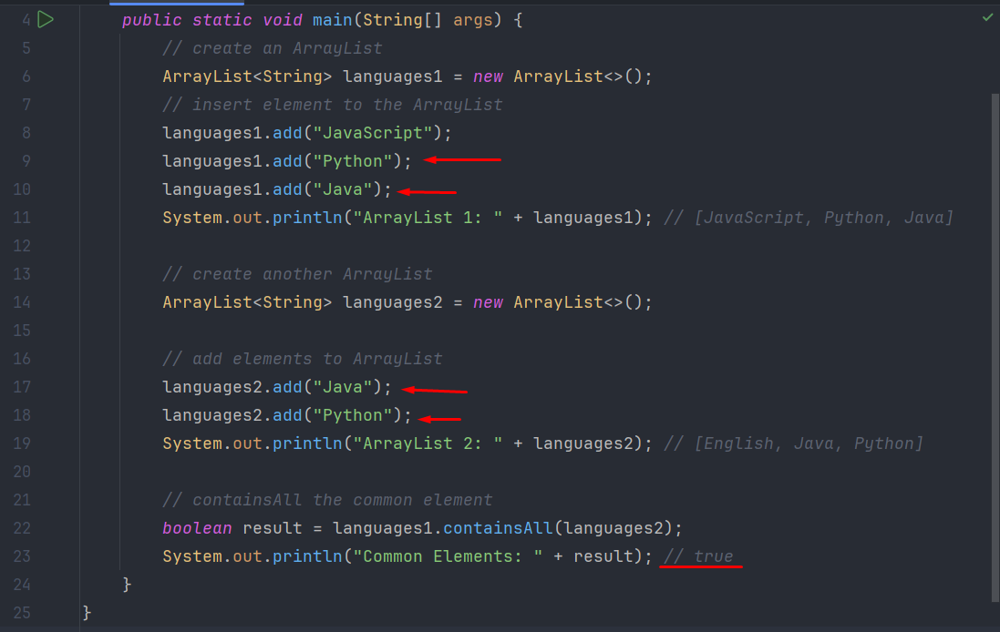 4 public static void main(String[] args) {
5 // create an ArrayList
6 ArrayList<String> languages1 = new ArrayList<>();
7 // insert element to the ArrayList
8 languages1.add("JavaScript");
9 languages1.add("Python");
10 languages1.add("Java");
11 System.out.println("ArrayList 1: " + languages1); // [JavaScript, Python, Java]
12
13 // create another ArrayList
14 ArrayList<String> languages2 = new ArrayList<>();
15
16 // add elements to ArrayList
17 languages2.add("Java");
18 languages2.add("Python");
19 System.out.println("ArrayList 2: " + languages2); // [English, Java, Python]
20
21 // containsAll the common element
22 boolean result = languages1.containsAll(languages2);
23 System.out.println("Common Elements: " + result); // true
24 }
25 }